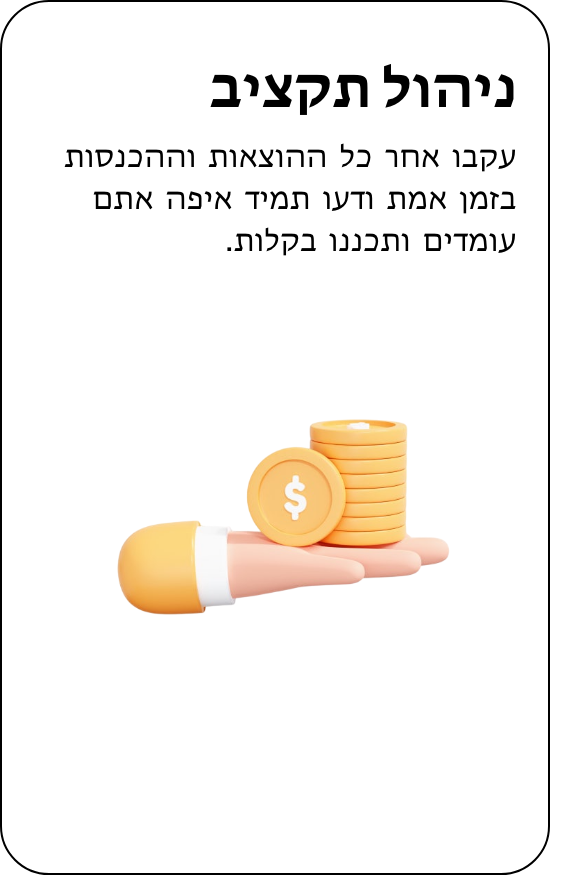 ניהול תקציב
עקבו אחר כל ההוצאות וההכנסות
בזמן אמת ודעו תמיד איפה אתם
עומדים ותכננו בקלות.
$